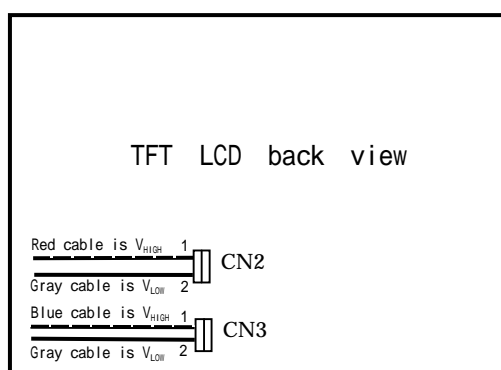 TFT LCD back view
Red cable is VHIGH 1
CN2
Gray cable is VLOW 2
Blue cable is VHIGH 1
CN3
Gray cable is VLOW 2